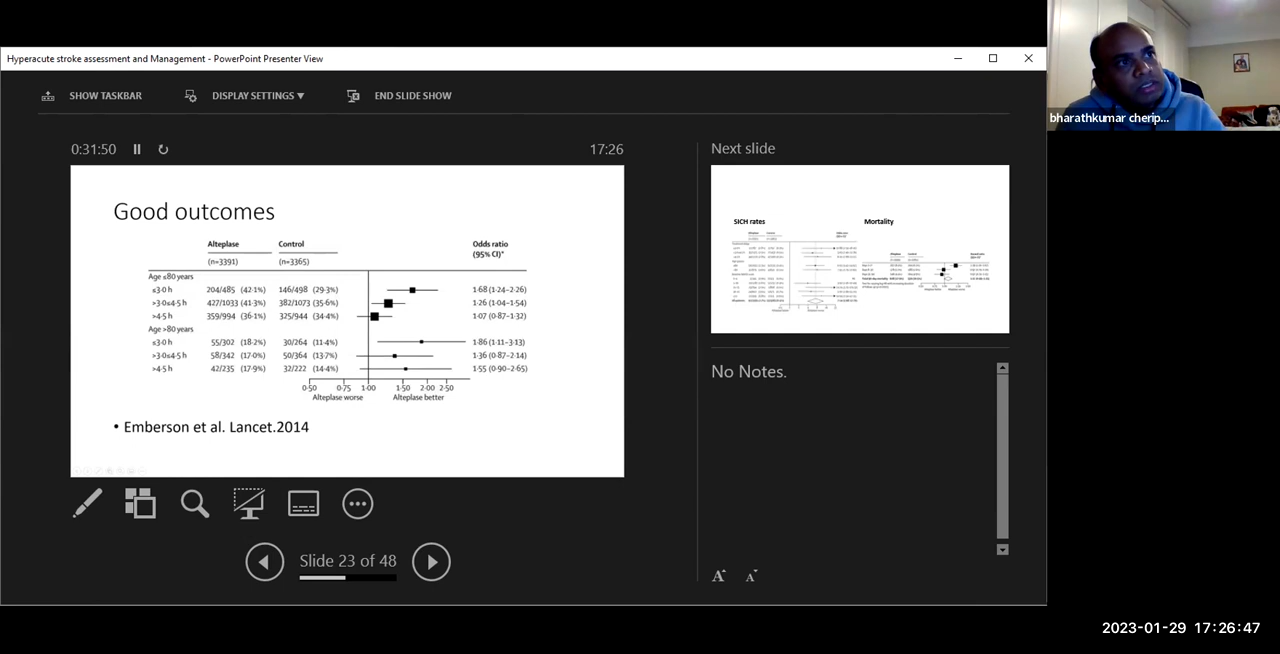 Hyperacute stroke assessment and Management - PowerPoint Presenter View
SHOW TASKBAR
DISPLAY SETTINGS ▼
END SLIDE SHOW
bharathkumar cherip...
0:31:50
17:26
Next slide
Good outcomes
Alteplase Control Odds ratio
(n=3391) (n=3365) (95% CI)*
Age ≤80 years
≤3·0 h (42·1%) (29·3%) 1·68 (1·24–2·26)
>3·0≤4·5 h 427/1033 (41·3%) 382/1073 (35·6%) 1·26 (1·04–1·54)
>4·5 h 359/994 (36·1%) 325/944 (34·4%) 1·07 (0·87–1·32)
Age >80 years
≤3·0 h 55/302 (18·2%) 30/264 (11·4%) 1·86 (1·11–3·13)
>3·0≤4·5 h 58/342 (17·0%) 50/364 (13·7%) 1·36 (0·87–2·14)
>4·5 h 42/235 (17·9%) 32/222 (14·4%) 1·55 (0·90–2·65)
0·50 0·75 1·00 1·50 2·00 2·50
Alteplase worse Alteplase better
• Emberson et al. Lancet.2014
SICH rates
Mortality
No Notes.
Slide 23 of 48
A A
2023-01-29 17:26:47